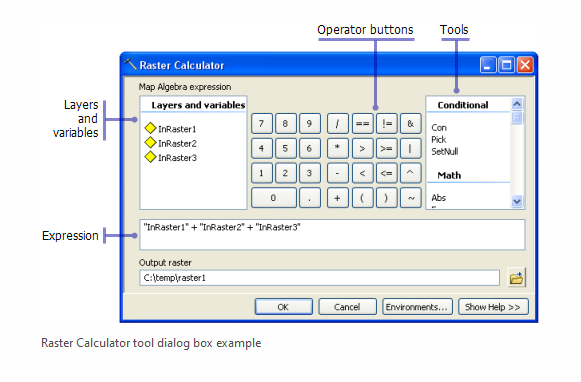 Operator buttons Tools
Raster Calculator
Map Algebra expression
Layers and variables
Layers and variables
InRaster1
InRaster2
InRaster3
7 8 9 / == != &
4 5 6 * > >= |
1 2 3 - < <= ^
0 . + ( ) ~
Conditional
Con
Pick
SetNull
Math
Abs
Expression
"InRaster1" + "InRaster2" + "InRaster3"
Output raster
C:\temp\raster1
OK Cancel Environments... Show Help >>
Raster Calculator tool dialog box example